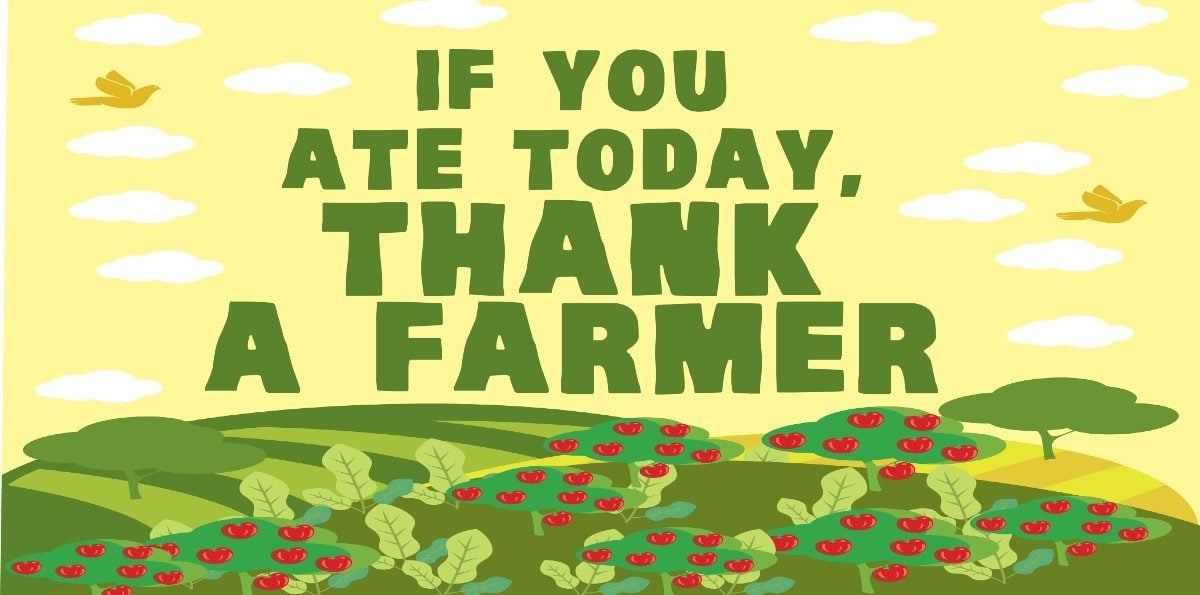 IF YOU
ATE TODAY,
THANK
A FARMER